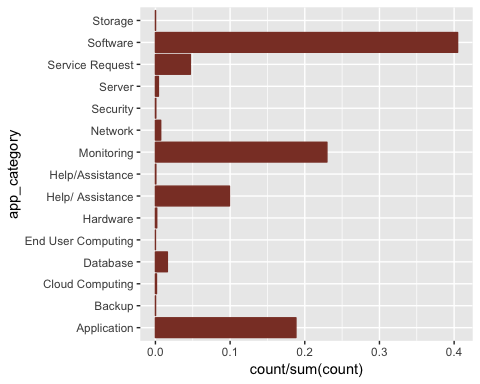 Storage
Software
Service Request
Server
Security
Network
Monitoring
Help/Assistance
Help/ Assistance
Hardware
End User Computing
Database
Cloud Computing
Backup
Application
app_category
0.0 0.1 0.2 0.3 0.4
count/sum(count)